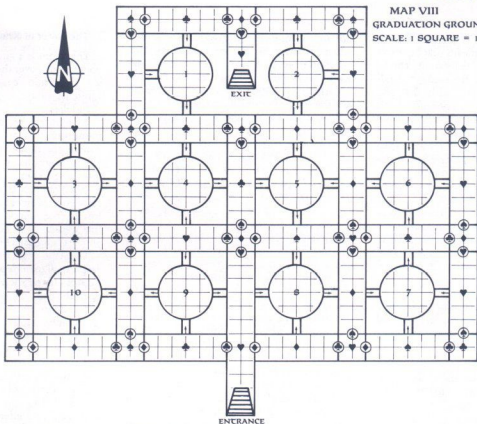 MAP VIII
GRADUATION GROUN
SCALE: 1 SQUARE = 1
N
1
2
EXIT
3
4
5
6
10
9
8
7
ENTRANCE